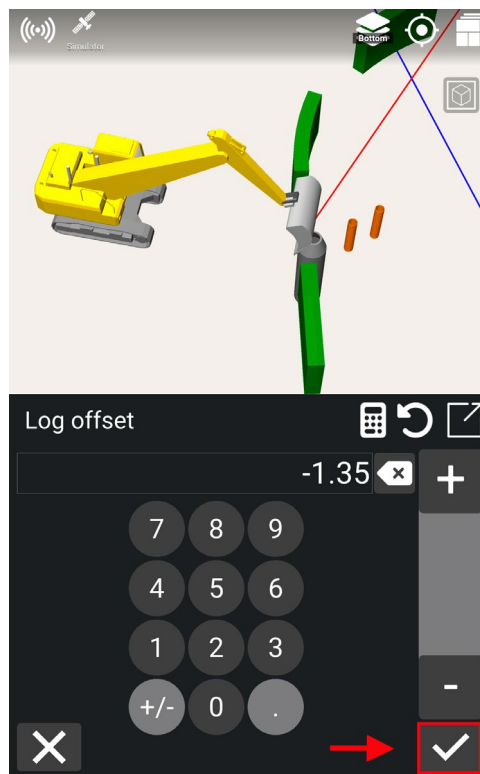 Simulator
Bottom
Log offset
-1.35
+
7 8 9
4 5 6
1 2 3
+/- 0 .
-